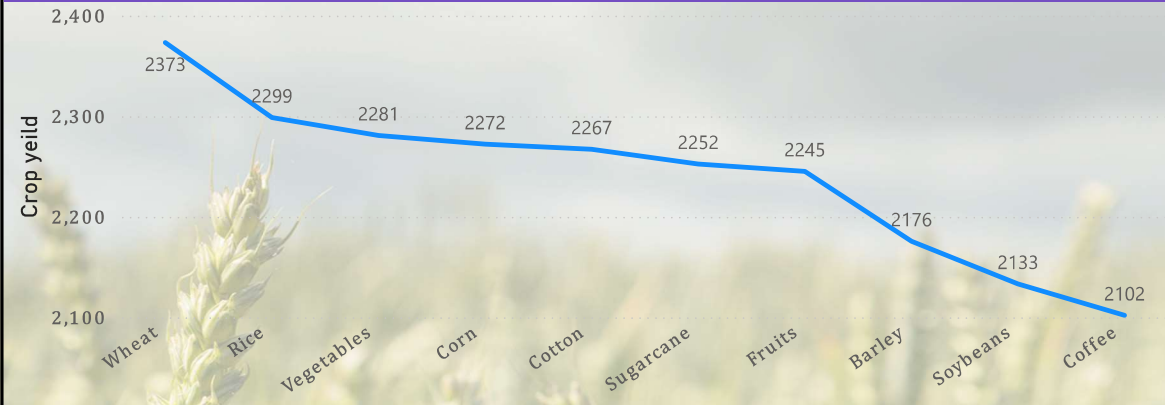 2,400
2,300
2,200
2,100
Crop yeild
2373
2299
2281
2272
2267
2252
2245
2176
2133
2102
Wheat
Rice
Vegetables
Corn
Cotton
Sugarcane
Fruits
Barley
Soybeans
Coffee